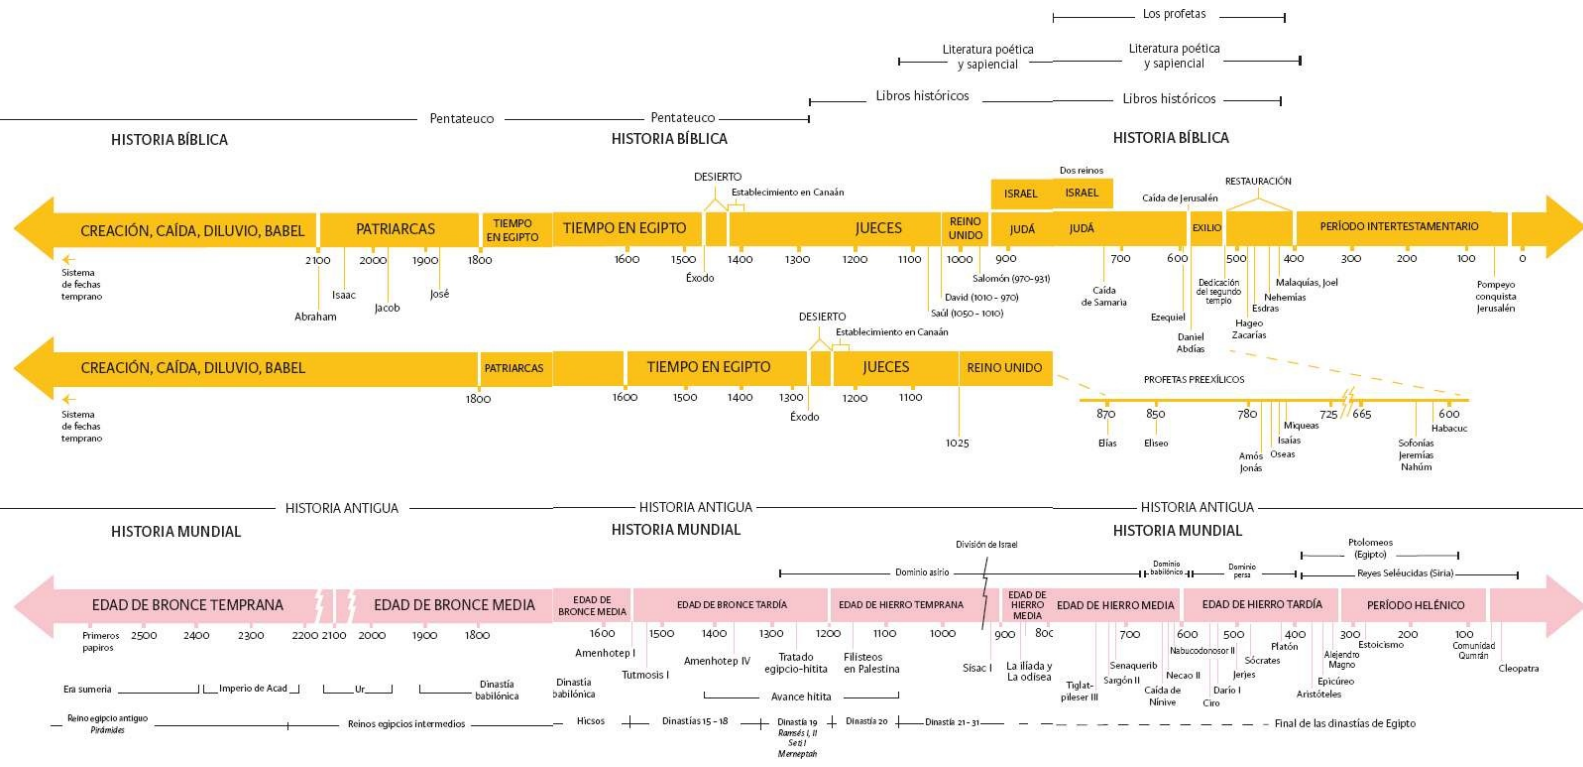 Los profetas
Literatura poética
y sapiencial
Literatura poética
y sapiencial
Libros históricos
Libros históricos
Pentateuco
Pentateuco
HISTORIA BÍBLICA
HISTORIA BÍBLICA
HISTORIA BÍBLICA
DESIERTO
Establecimiento en Canaán
Dos reinos
Caída de Jerusalén
RESTAURACIÓN
ISRAEL
ISRAEL
CREACIÓN, CAÍDA, DILUVIO, BABEL
PATRIARCAS
TIEMPO
EN EGIPTO
TIEMPO EN EGIPTO
JUECES
REINO
UNIDO
JUDÁ
JUDÁ
EXILIO
PERÍODO INTERTESTAMENTARIO
2100 2000 1900 1800 1600 1500 1400 1300 1200 1100 1000 900 700 600 500 400 300 200 100 0
Sistema
de fechas
temprano
Abraham
Isaac
Jacob
José
Éxodo
Salomón (970-931)
David (1010 - 970)
Saúl (1050 - 1010)
Caída
de Samaria
Ezequiel
Daniel
Abdías
Dedicación
del segundo
templo
Hageo
Zacarías
Esdras
Nehemías
Malaquías, Joel
Pompeyo
conquista
Jerusalén
DESIERTO
Establecimiento en Canaán
CREACIÓN, CAÍDA, DILUVIO, BABEL
PATRIARCAS
TIEMPO EN EGIPTO
JUECES
REINO UNIDO
1800 1600 1500 1400 1300 1200 1100
Sistema
de fechas
temprano
Éxodo
1025
PROFETAS PREEXÍLICOS
870 850 780 725 665 600
Elías
Eliseo
Amós
Jonás
Oseas
Isaías
Miqueas
Sofonías
Jeremías
Nahúm
Habacuc
HISTORIA ANTIGUA
HISTORIA ANTIGUA
HISTORIA ANTIGUA
HISTORIA MUNDIAL
HISTORIA MUNDIAL
HISTORIA MUNDIAL
División de Israel
Dominio asirio
Dominio
babilónico
Dominio
persa
Ptolomeos
(Egipto)
Reyes Seléucidas (Siria)
EDAD DE BRONCE TEMPRANA
EDAD DE BRONCE MEDIA
EDAD DE
BRONCE MEDIA
EDAD DE BRONCE TARDÍA
EDAD DE HIERRO TEMPRANA
EDAD DE
HIERRO
MEDIA
EDAD DE HIERRO MEDIA
EDAD DE HIERRO TARDÍA
PERÍODO HELÉNICO
Primeros
papiros
2500 2400 2300 2200 2100 2000 1900 1800 1600 1500 1400 1300 1200 1100 1000 900 800 700 600 500 400 300 200 100 0
Amenhotep I
Tutmosis I
Amenhotep IV
Tratado
egipcio-hitita
Filisteos
en Palestina
Sisac I
La ilíada y
La odisea
Tiglat-
pileser III
Sargón II
Senaquerib
Caída de
Nínive
Necao II
Nabucodonosor II
Ciro
Darío I
Jerjes
Sócrates
Platón
Aristóteles
Epicúreo
Alejandro
Magno
Estoicismo
Comunidad
Qumrán
Cleopatra
Era sumeria
Imperio de Acad
Ur
Dinastía
babilónica
Dinastía
babilónica
Avance hitita
Reino egipcio antiguo
Pirámides
Reinos egipcios intermedios
Hicsos
Dinastías 15 - 18
Dinastía 19
Ramsés I, II
Seti I
Merneptah
Dinastía 20
Dinastía 21 - 31
Final de las dinastías de Egipto